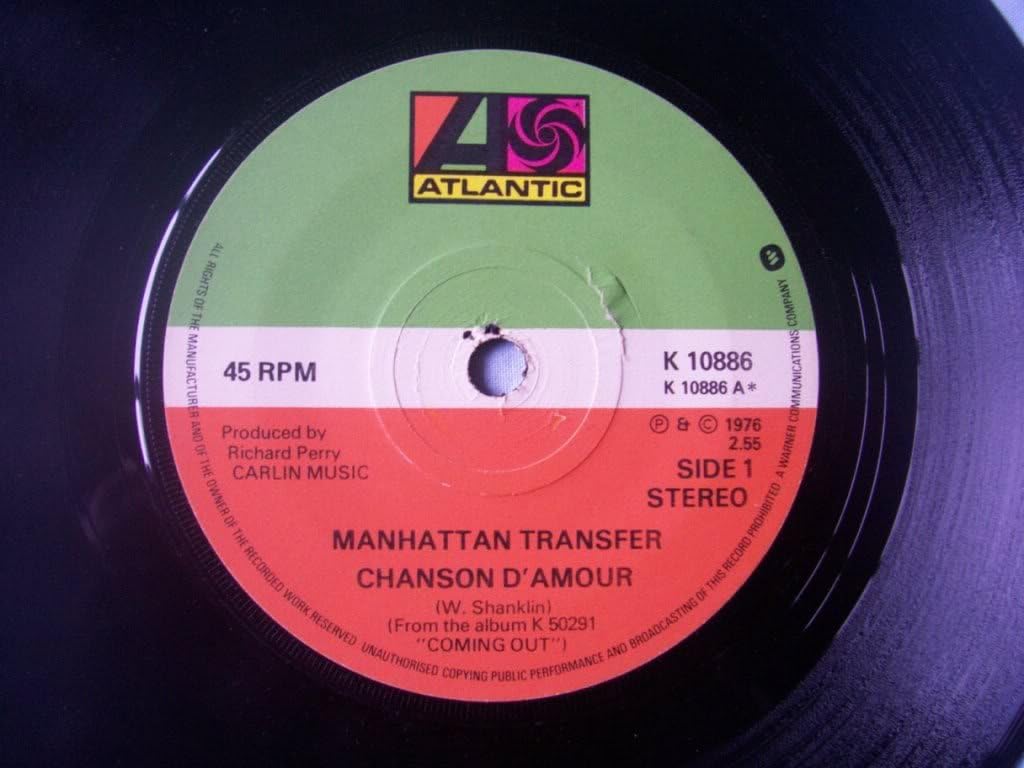 ATLANTIC
45 RPM
K 10886
K 10886 A*
Produced by
Richard Perry
CARLIN MUSIC
Ⓟ & © 1976
2.55
SIDE 1
STEREO
MANHATTAN TRANSFER
CHANSON D'AMOUR
(W. Shanklin)
(From the album K 50291
"COMING OUT")
ALL RIGHTS OF THE MANUFACTURER AND OF THE OWNER OF THE RECORDED WORK RESERVED. UNAUTHORISED COPYING PUBLIC PERFORMANCE AND BROADCASTING OF THIS RECORD PROHIBITED. A WARNER COMMUNICATIONS COMPANY